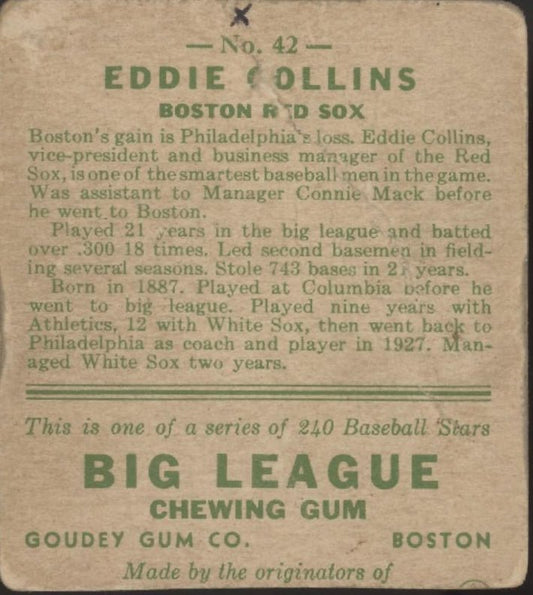 — No. 42 —
EDDIE COLLINS
BOSTON RED SOX
Boston's gain is Philadelphia's loss. Eddie Collins,
vice-president and business manager of the Red
Sox, is one of the smartest baseball men in the game.
Was assistant to Manager Connie Mack before
he went to Boston.
Played 21 years in the big league and batted
over .300 18 times. Led second basemen in field-
ing several seasons. Stole 743 bases in 21 years.
Born in 1887. Played at Columbia before he
went to big league. Played nine years with
Athletics, 12 with White Sox, then went back to
Philadelphia as coach and player in 1927. Man-
aged White Sox two years.
This is one of a series of 240 Baseball Stars
BIG LEAGUE
CHEWING GUM
GOUDEY GUM CO. BOSTON
Made by the originators of